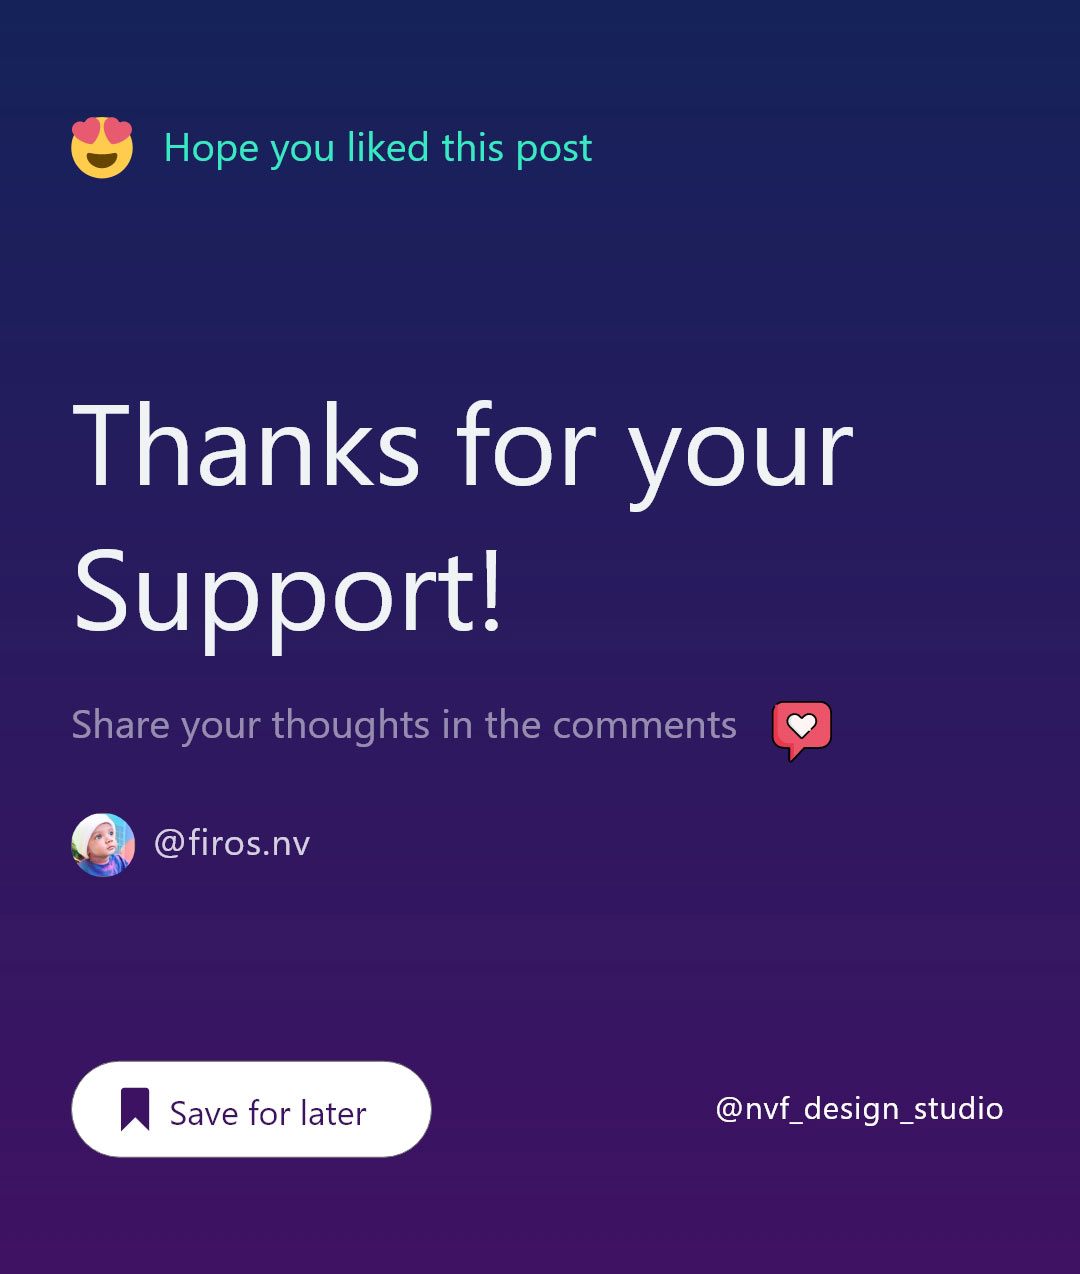 Hope you liked this post
Thanks for your
Support!
Share your thoughts in the comments
@firos.nv
Save for later
@nvf_design_studio